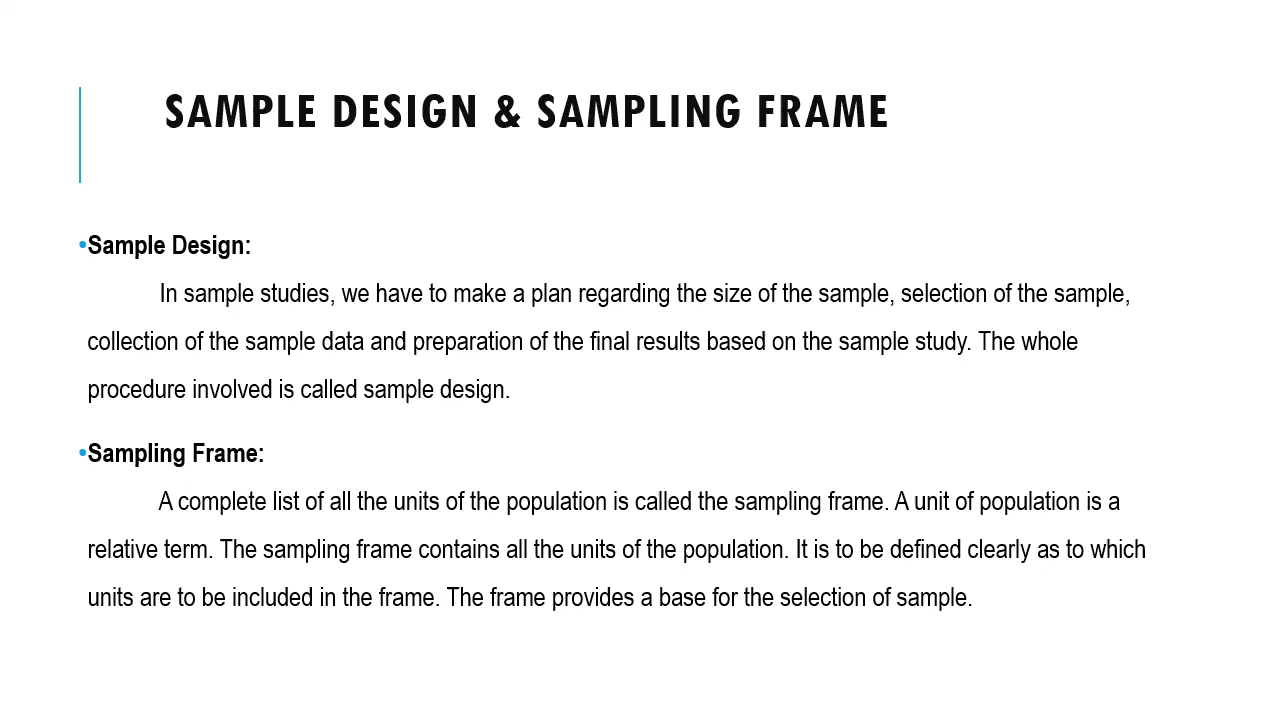 SAMPLE DESIGN & SAMPLING FRAME
•Sample Design:
In sample studies, we have to make a plan regarding the size of the sample, selection of the sample,
collection of the sample data and preparation of the final results based on the sample study. The whole
procedure involved is called sample design.
•Sampling Frame:
A complete list of all the units of the population is called the sampling frame. A unit of population is a
relative term. The sampling frame contains all the units of the population. It is to be defined clearly as to which
units are to be included in the frame. The frame provides a base for the selection of sample.